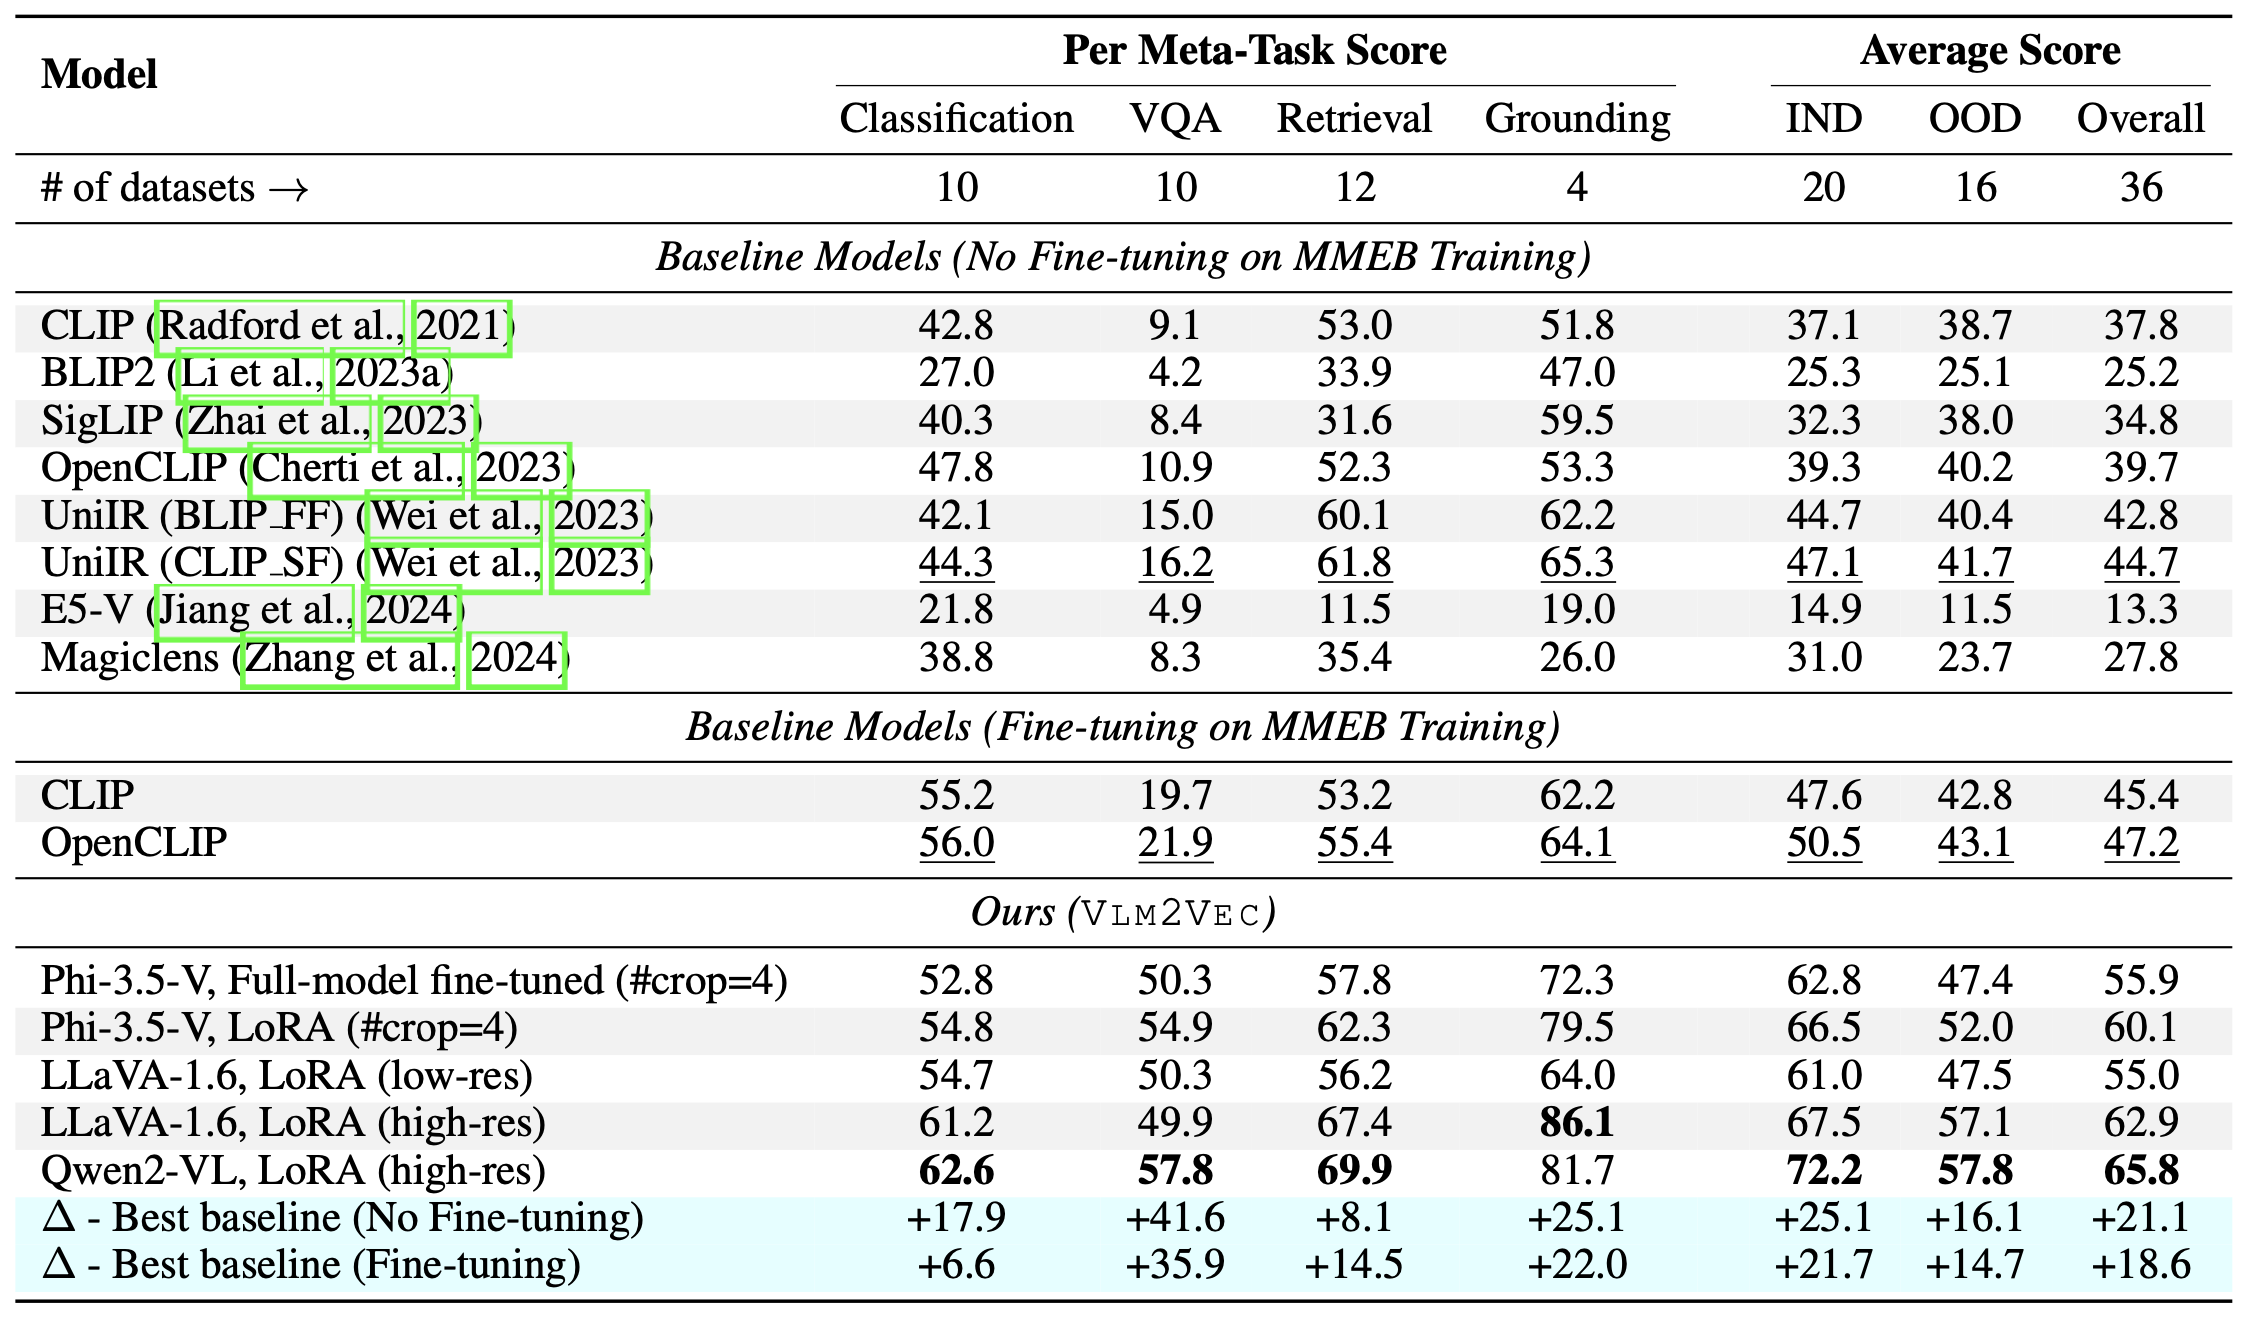 Model Per Meta-Task Score Average Score
Classification VQA Retrieval Grounding IND OOD Overall
# of datasets → 10 10 12 4 20 16 36
Baseline Models (No Fine-tuning on MMEB Training)
CLIP (Radford et al., 2021) 42.8 9.1 53.0 51.8 37.1 38.7 37.8
BLIP2 (Li et al., 2023a) 27.0 4.2 33.9 47.0 25.3 25.1 25.2
SigLIP (Zhai et al., 2023) 40.3 8.4 31.6 59.5 32.3 38.0 34.8
OpenCLIP (Cherti et al., 2023) 47.8 10.9 52.3 53.3 39.3 40.2 39.7
UniIR (BLIP_FF) (Wei et al., 2023) 42.1 15.0 60.1 62.2 44.7 40.4 42.8
UniIR (CLIP_SF) (Wei et al., 2023) 44.3 16.2 61.8 65.3 47.1 41.7 44.7
E5-V (Jiang et al., 2024) 21.8 4.9 11.5 19.0 14.9 11.5 13.3
Magiclens (Zhang et al., 2024) 38.8 8.3 35.4 26.0 31.0 23.7 27.8
Baseline Models (Fine-tuning on MMEB Training)
CLIP 55.2 19.7 53.2 62.2 47.6 42.8 45.4
OpenCLIP 56.0 21.9 55.4 64.1 50.5 43.1 47.2
Ours (VLM2VEC)
Phi-3.5-V, Full-model fine-tuned (#crop=4) 52.8 50.3 57.8 72.3 62.8 47.4 55.9
Phi-3.5-V, LoRA (#crop=4) 54.8 54.9 62.3 79.5 66.5 52.0 60.1
LLaVA-1.6, LoRA (low-res) 54.7 50.3 56.2 64.0 61.0 47.5 55.0
LLaVA-1.6, LoRA (high-res) 61.2 49.9 67.4 86.1 67.5 57.1 62.9
Qwen2-VL, LoRA (high-res) 62.6 57.8 69.9 81.7 72.2 57.8 65.8
Δ - Best baseline (No Fine-tuning) +17.9 +41.6 +8.1 +25.1 +25.1 +16.1 +21.1
Δ - Best baseline (Fine-tuning) +6.6 +35.9 +14.5 +22.0 +21.7 +14.7 +18.6